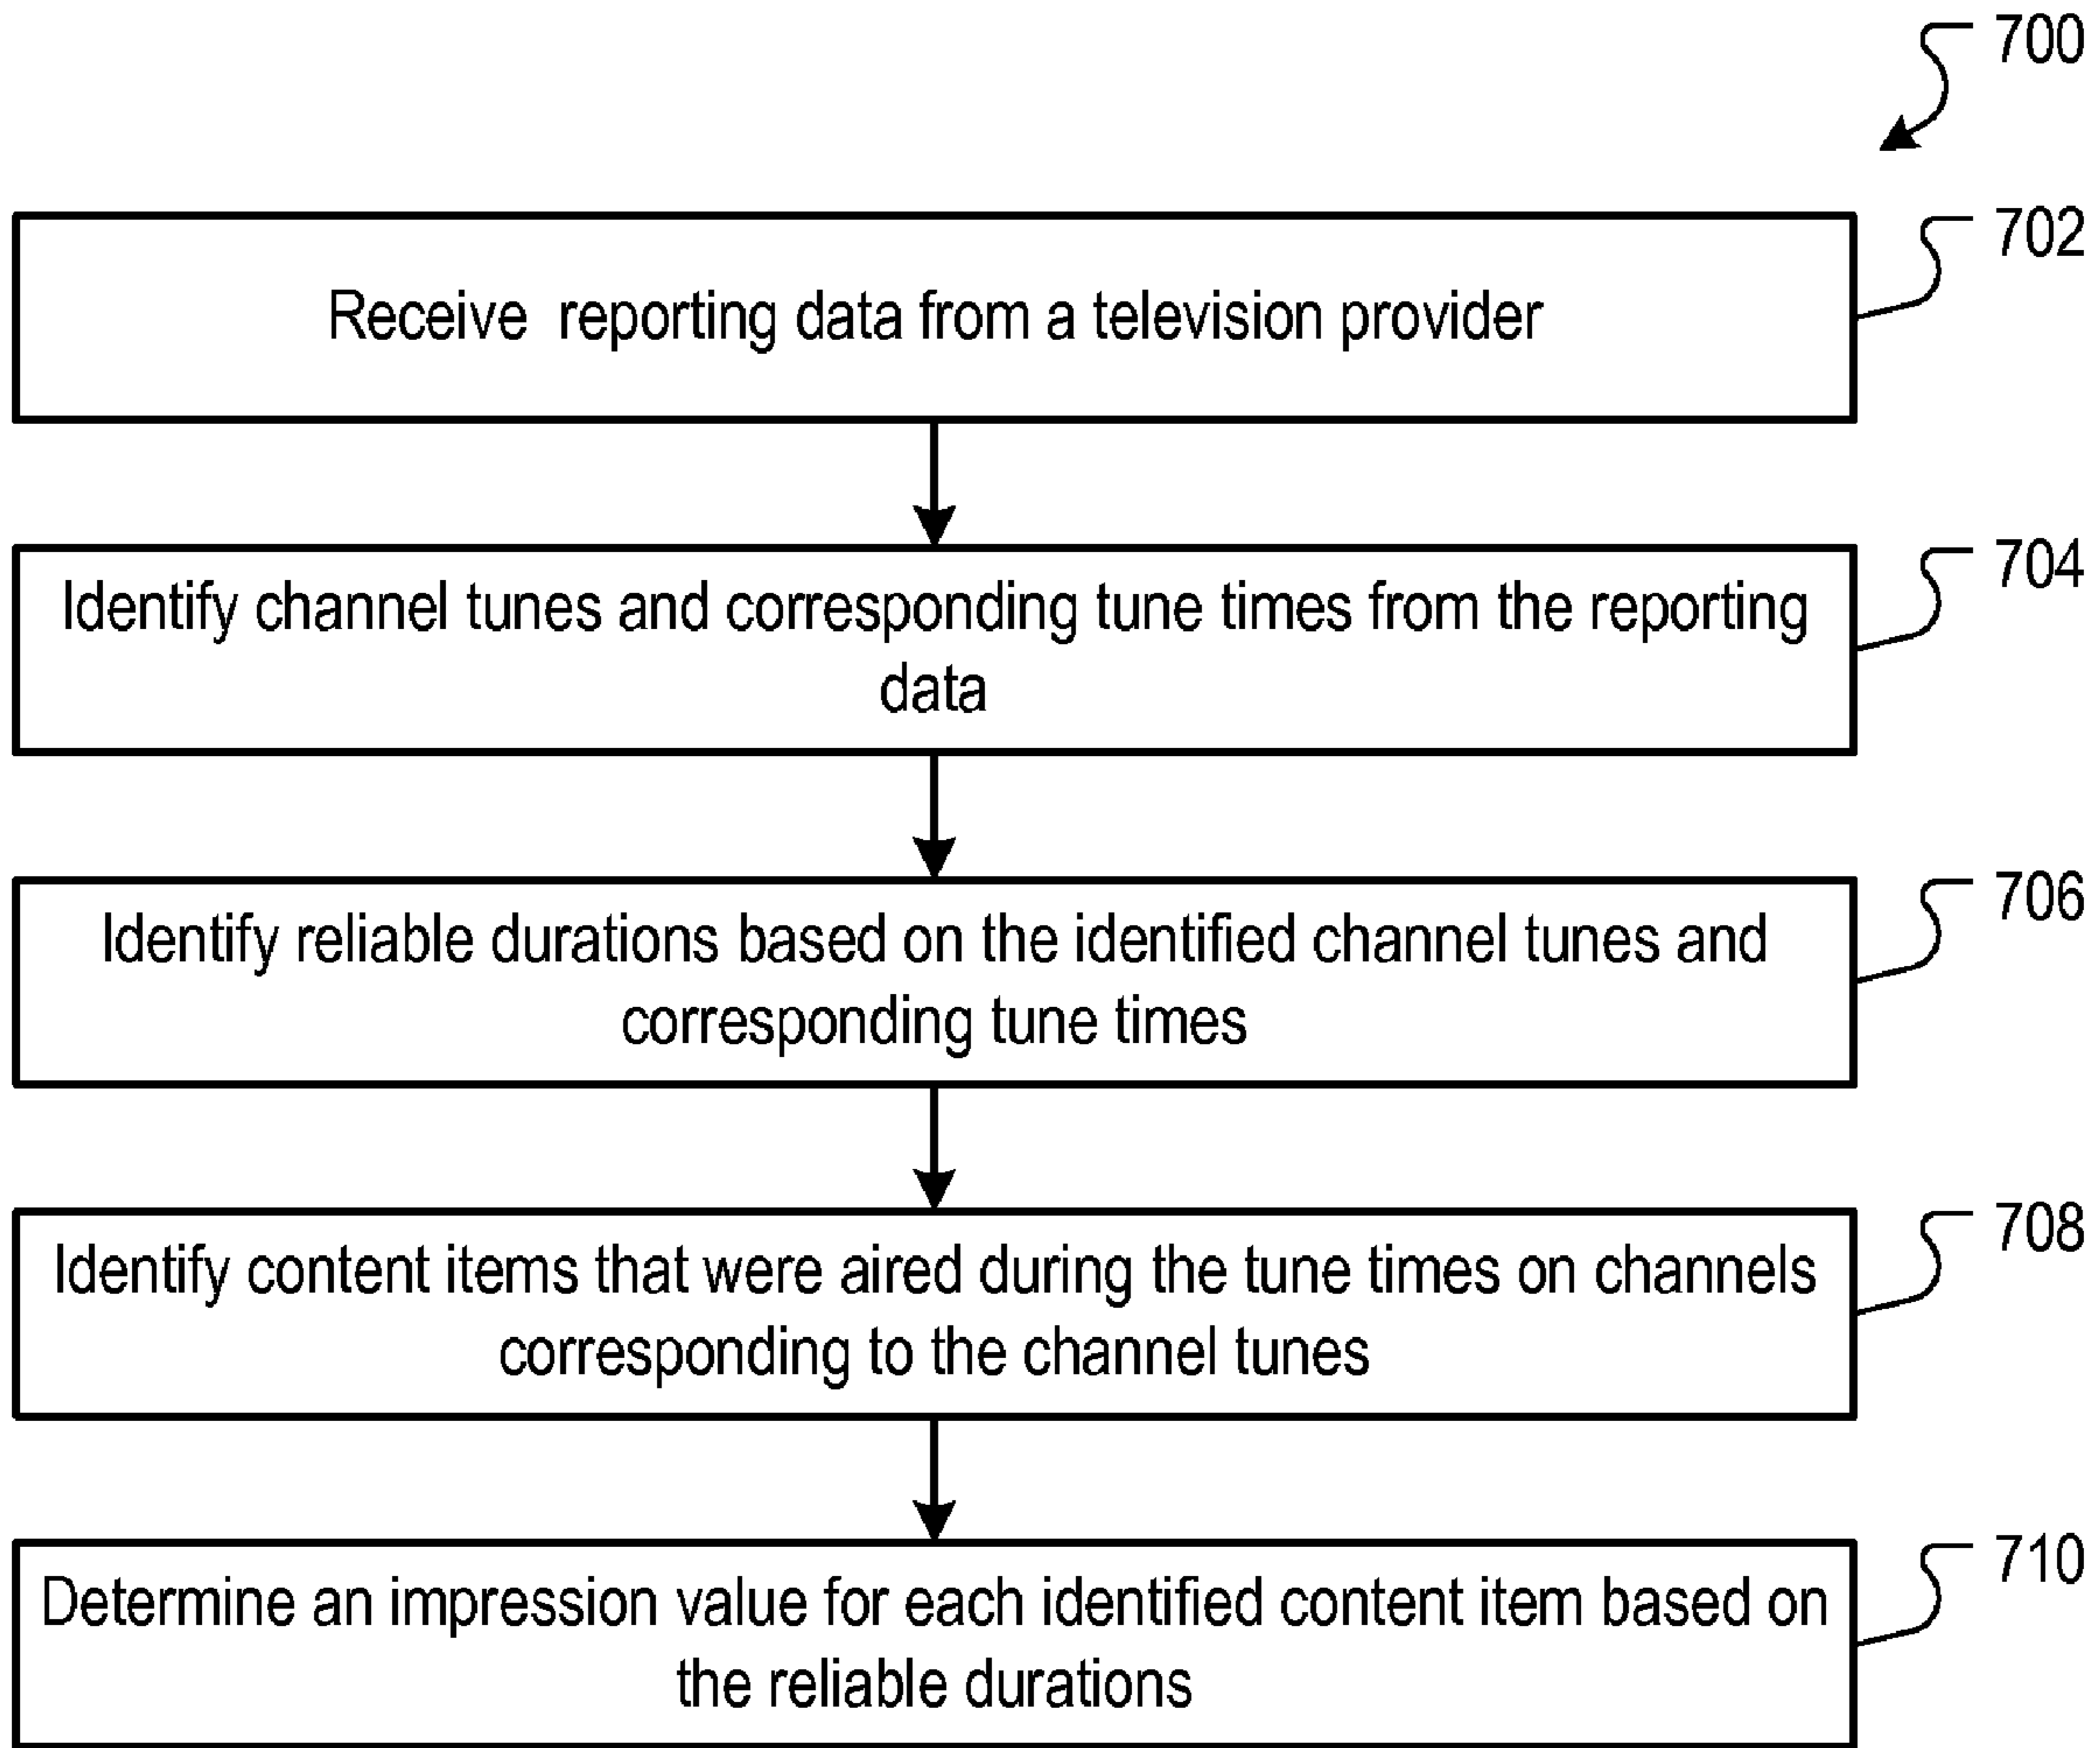 700
702
Receive reporting data from a television provider
704
Identify channel tunes and corresponding tune times from the reporting
data
706
Identify reliable durations based on the identified channel tunes and
corresponding tune times
708
Identify content items that were aired during the tune times on channels
corresponding to the channel tunes
710
Determine an impression value for each identified content item based on
the reliable durations